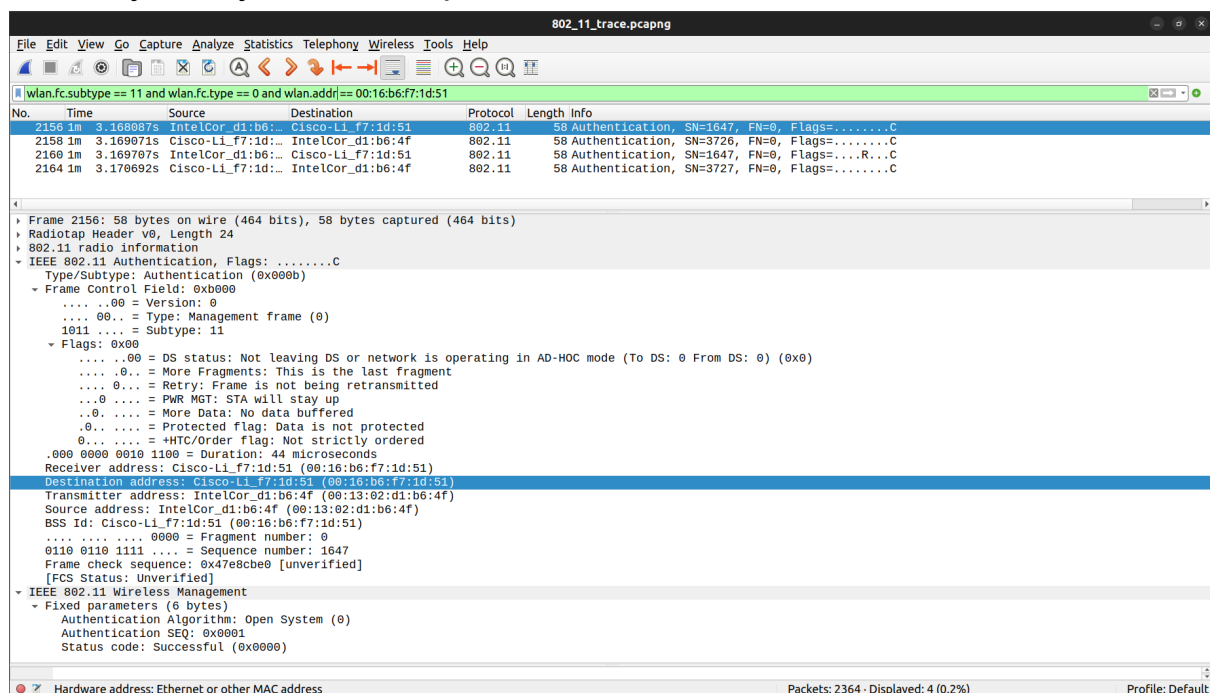 802_11_trace.pcapng
File Edit View Go Capture Analyze Statistics Telephony Wireless Tools Help
wlan.fc.subtype == 11 and wlan.fc.type == 0 and wlan.addr == 00:16:b6:f7:1d:51
No. Time Source Destination Protocol Length Info
2156 1m 3.168087s IntelCor_d1:b6:… Cisco-Li_f7:1d:51 802.11 58 Authentication, SN=1647, FN=0, Flags=........C
2158 1m 3.169071s Cisco-Li_f7:1d:… IntelCor_d1:b6:4f 802.11 58 Authentication, SN=3726, FN=0, Flags=........C
2160 1m 3.169707s IntelCor_d1:b6:… Cisco-Li_f7:1d:51 802.11 58 Authentication, SN=1647, FN=0, Flags=....R...C
2164 1m 3.170692s Cisco-Li_f7:1d:… IntelCor_d1:b6:4f 802.11 58 Authentication, SN=3727, FN=0, Flags=........C
Frame 2156: 58 bytes on wire (464 bits), 58 bytes captured (464 bits)
Radiotap Header v0, Length 24
802.11 radio information
IEEE 802.11 Authentication, Flags: ........C
Type/Subtype: Authentication (0x000b)
Frame Control Field: 0xb000
.... ..00 = Version: 0
.... 00.. = Type: Management frame (0)
1011 .... = Subtype: 11
Flags: 0x00
.... ..00 = DS status: Not leaving DS or network is operating in AD-HOC mode (To DS: 0 From DS: 0) (0x0)
.... .0.. = More Fragments: This is the last fragment
.... 0... = Retry: Frame is not being retransmitted
...0 .... = PWR MGT: STA will stay up
..0. .... = More Data: No data buffered
.0.. .... = Protected flag: Data is not protected
0... .... = +HTC/Order flag: Not strictly ordered
.000 0000 0010 1100 = Duration: 44 microseconds
Receiver address: Cisco-Li_f7:1d:51 (00:16:b6:f7:1d:51)
Destination address: Cisco-Li_f7:1d:51 (00:16:b6:f7:1d:51)
Transmitter address: IntelCor_d1:b6:4f (00:13:02:d1:b6:4f)
Source address: IntelCor_d1:b6:4f (00:13:02:d1:b6:4f)
BSS Id: Cisco-Li_f7:1d:51 (00:16:b6:f7:1d:51)
.... .... .... 0000 = Fragment number: 0
0110 0110 1111 .... = Sequence number: 1647
Frame check sequence: 0x47e8cbe0 [unverified]
[FCS Status: Unverified]
IEEE 802.11 Wireless Management
Fixed parameters (6 bytes)
Authentication Algorithm: Open System (0)
Authentication SEQ: 0x0001
Status code: Successful (0x0000)
Hardware address: Ethernet or other MAC address Packets: 2364 · Displayed: 4 (0.2%) Profile: Default